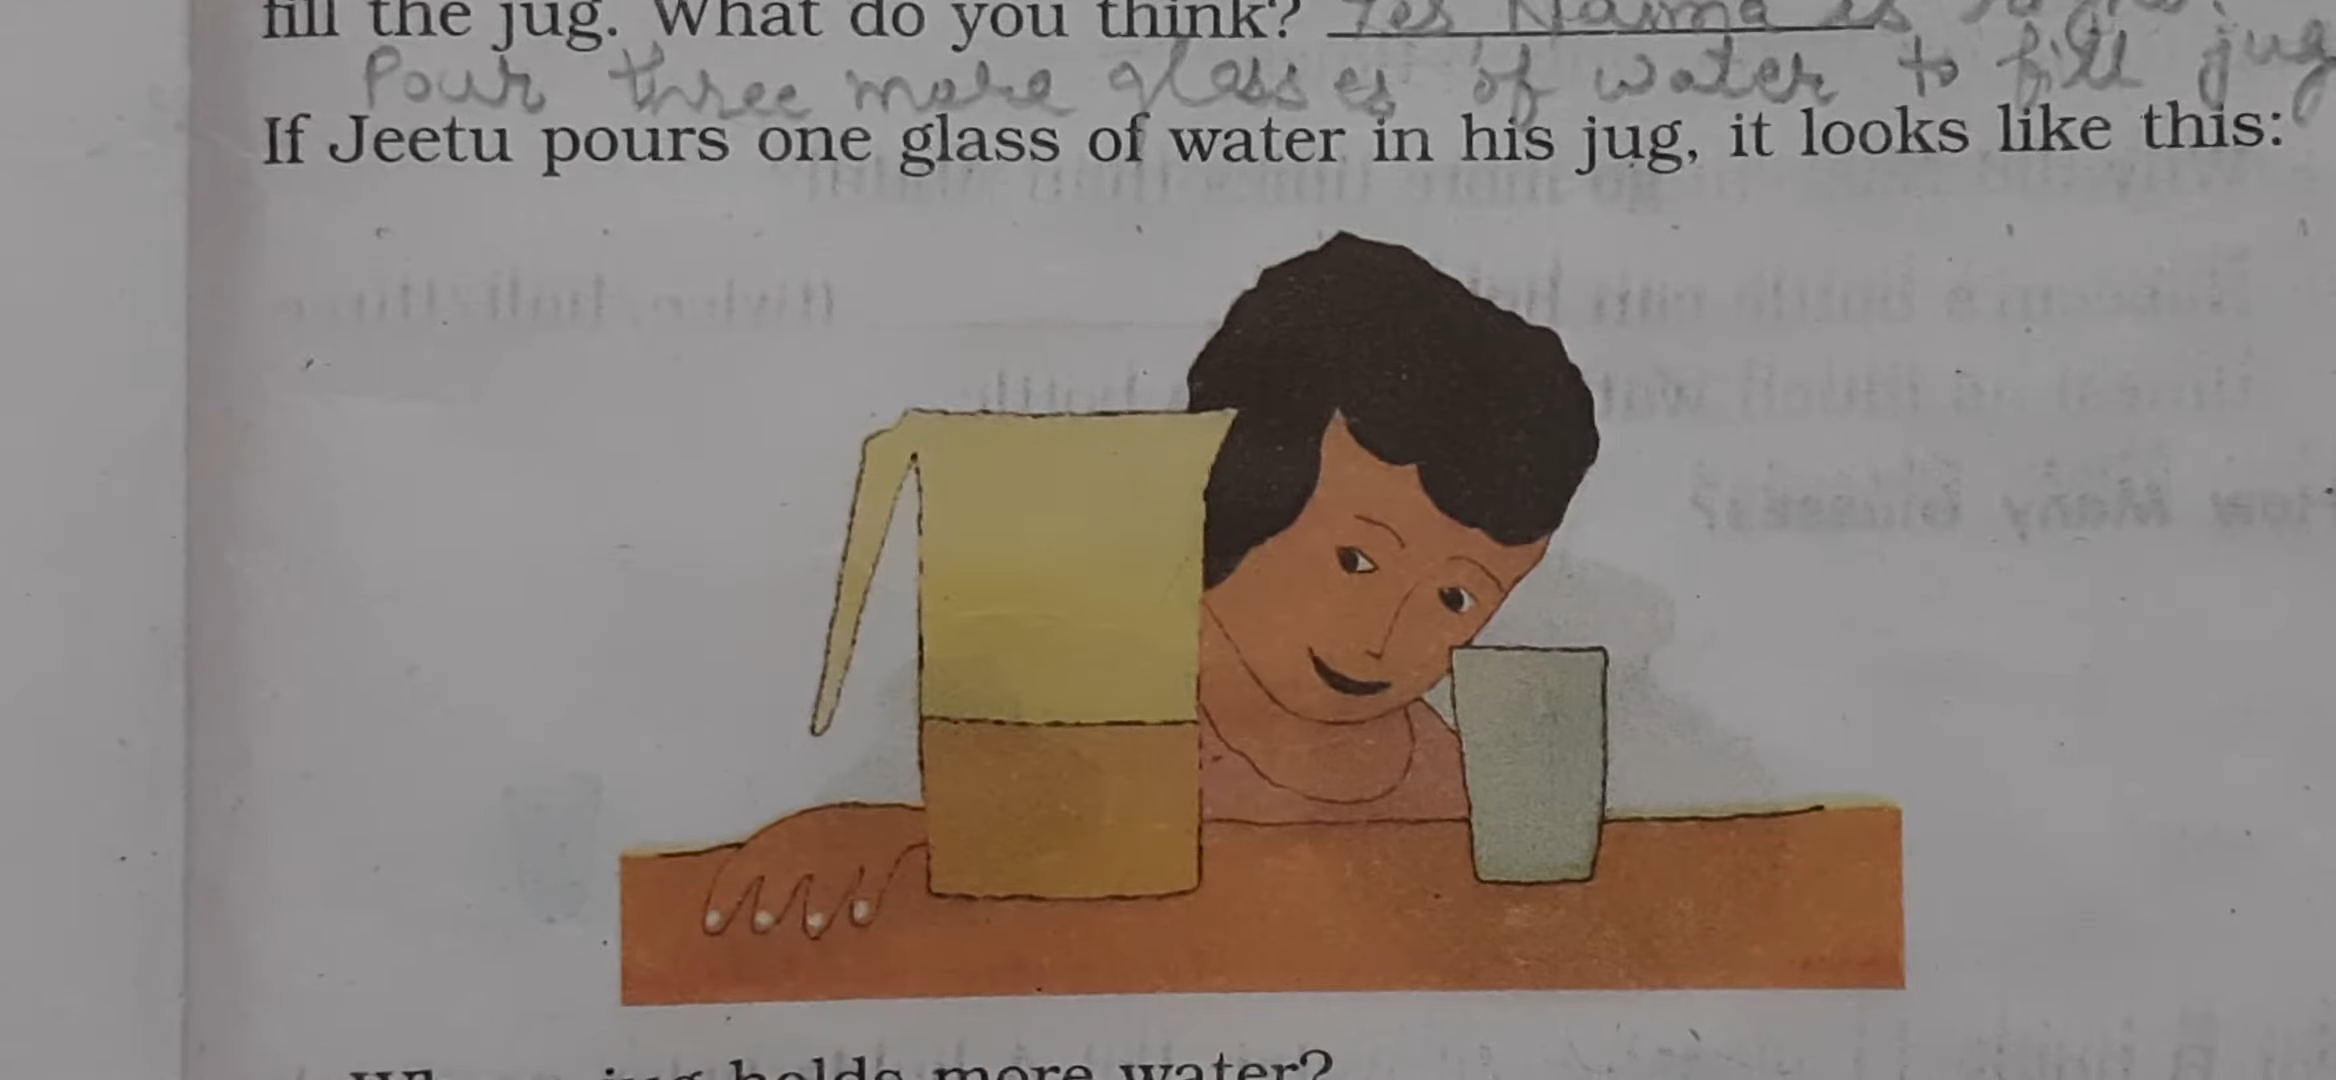 fill the jug. What do you think? Yes Naima is
Pour three more glasses of water to fill jug
If Jeetu pours one glass of water in his jug, it looks like this:
jug holds more water?